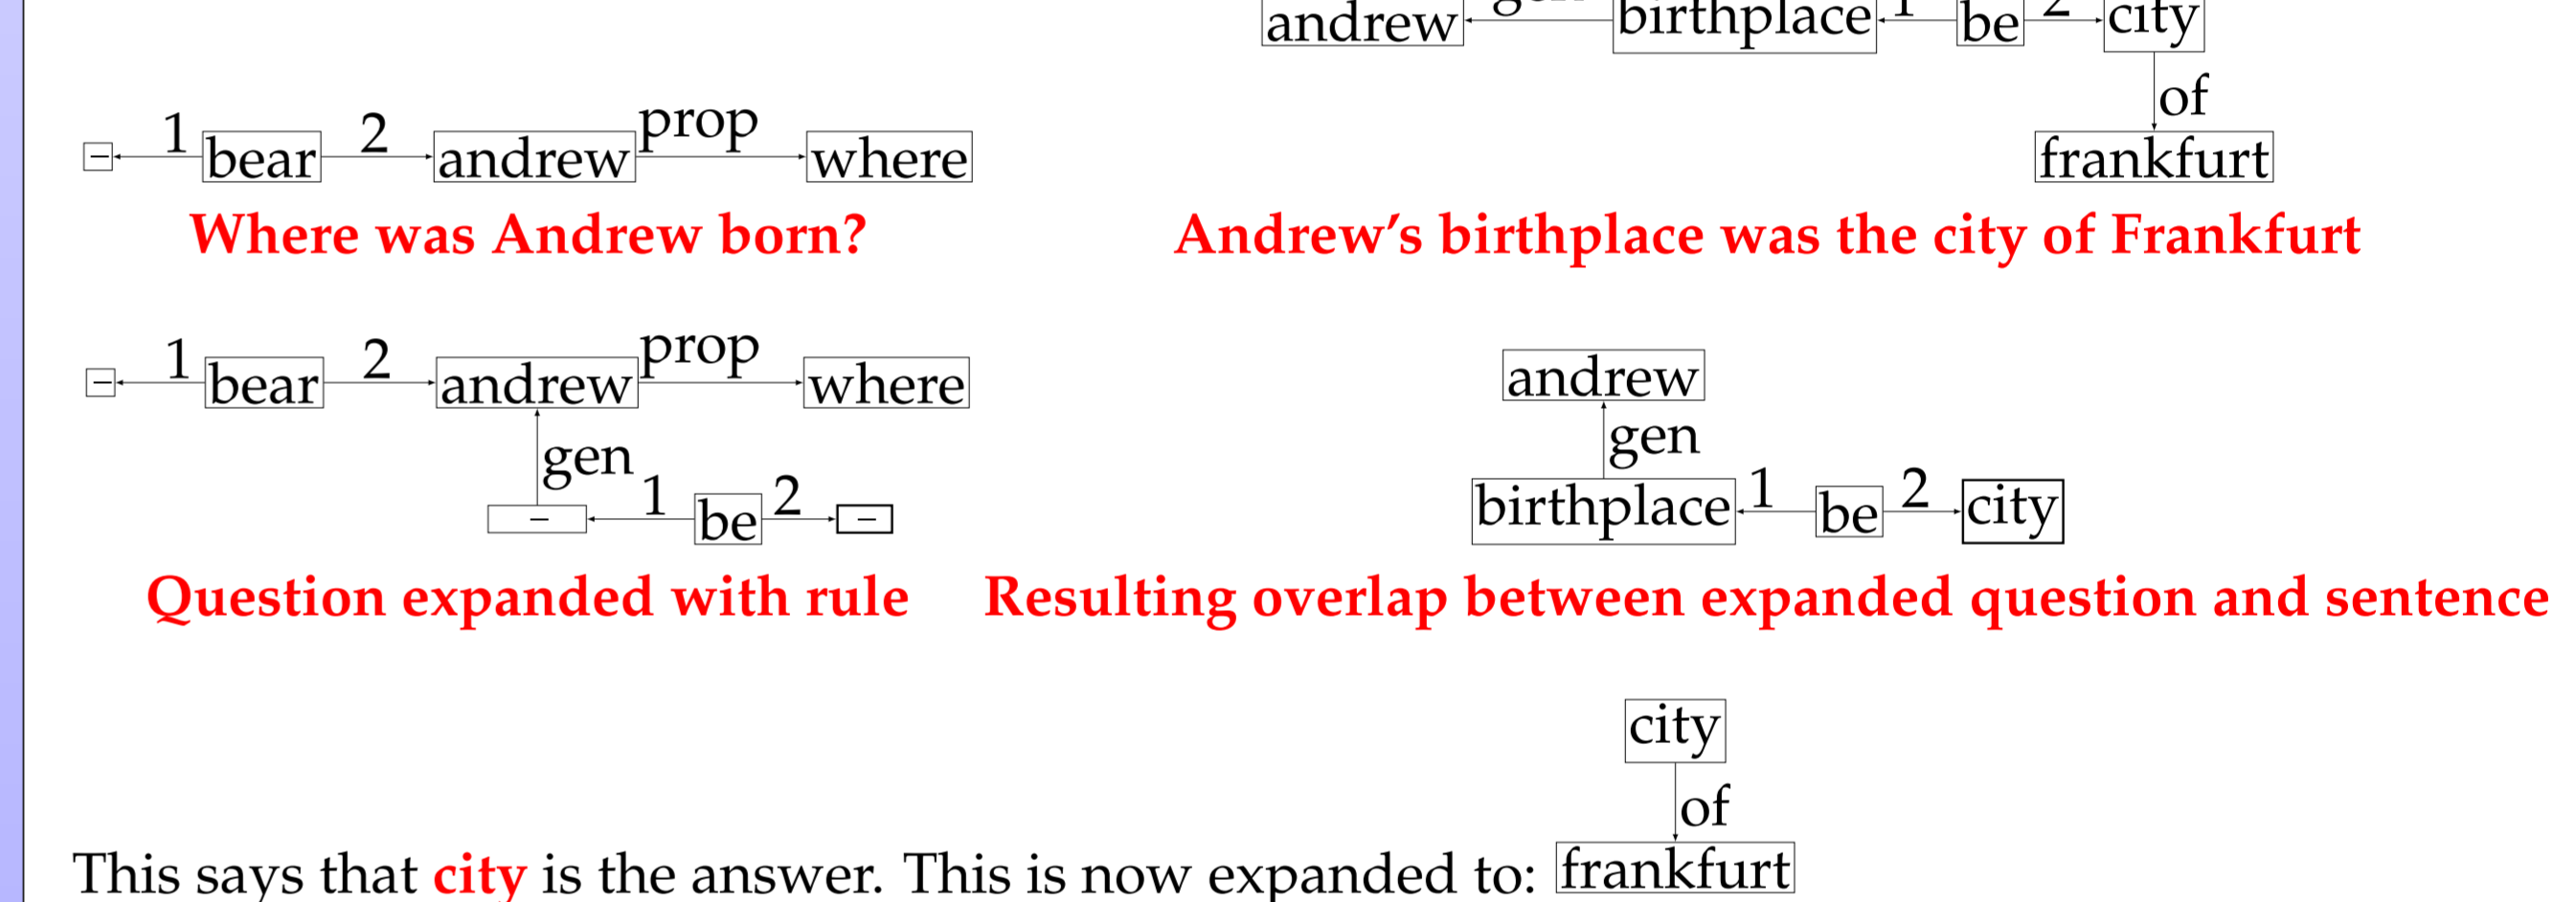 andrew gen birthplace 1 be 2 city
of
frankfurt
– 1 bear 2 andrew prop where
Where was Andrew born?
Andrew’s birthplace was the city of Frankfurt
– 1 bear 2 andrew prop where
gen
– 1 be 2 –
Question expanded with rule
andrew
gen
birthplace 1 be 2 city
Resulting overlap between expanded question and sentence
city
of
This says that city is the answer. This is now expanded to: frankfurt